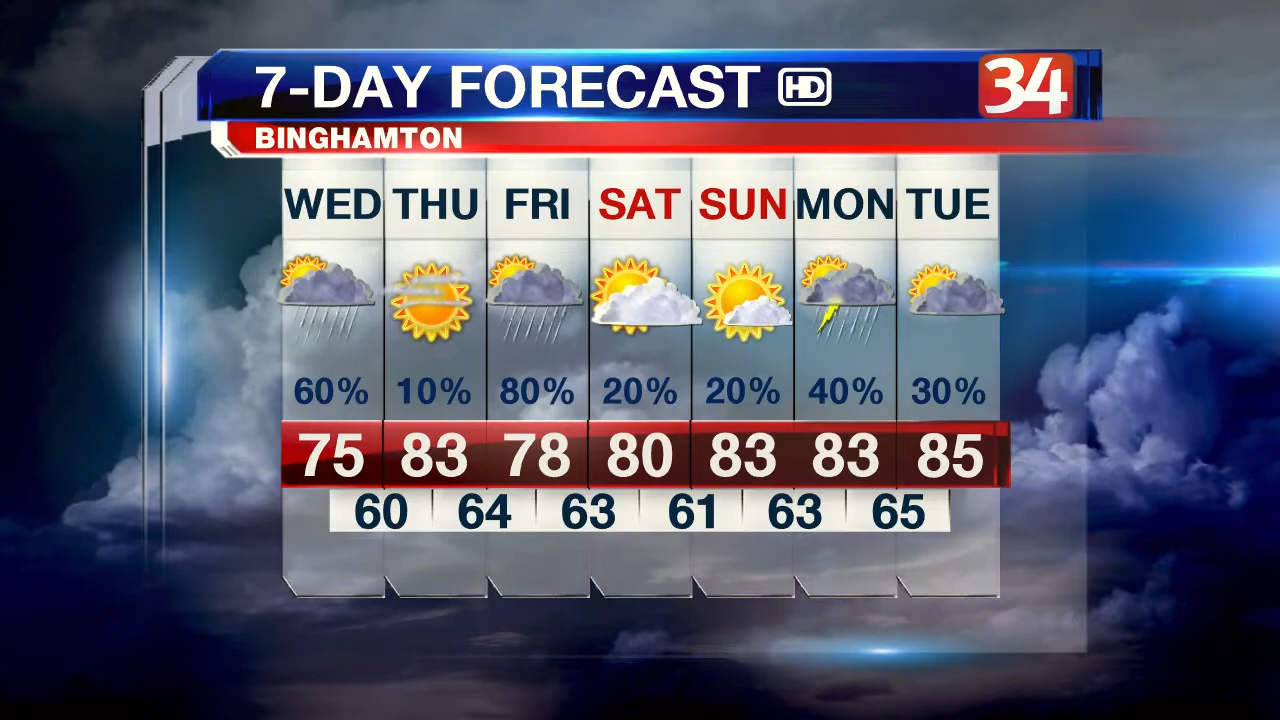 7-DAY FORECAST HD 34
BINGHAMTON
WED THU FRI SAT SUN MON TUE
60% 10% 80% 20% 20% 40% 30%
75 83 78 80 83 83 85
60 64 63 61 63 65